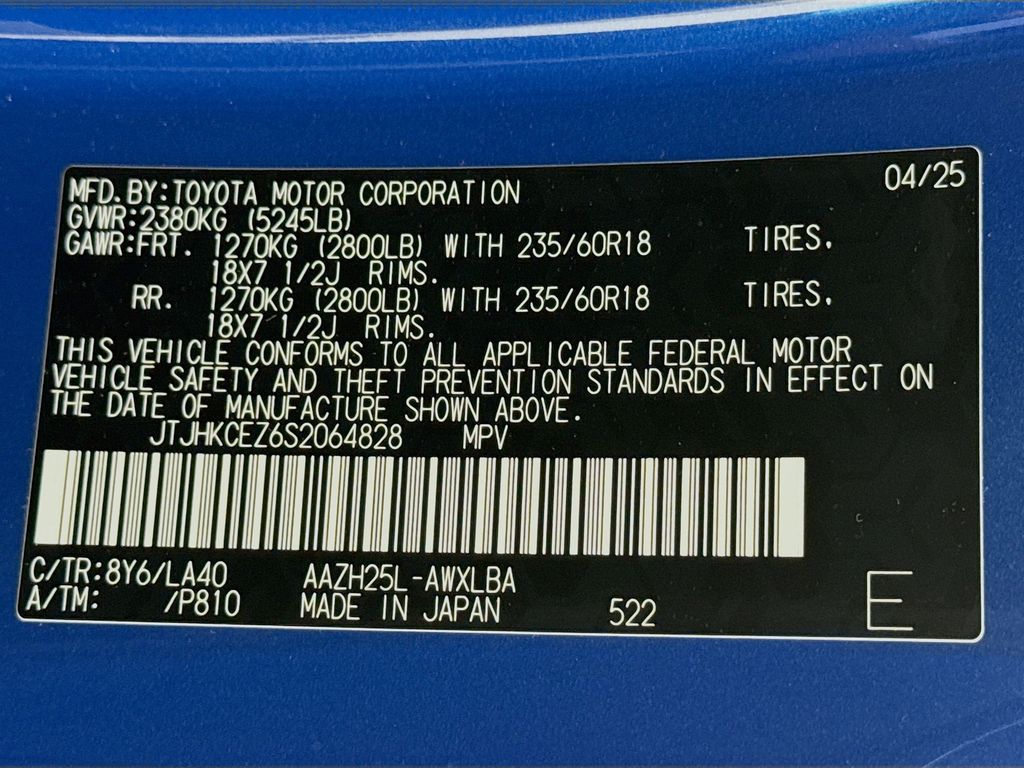 04/25
MFD.BY:TOYOTA MOTOR CORPORATION
GVWR:2380KG (5245LB)
GAWR:FRT. 1270KG (2800LB) WITH 235/60R18 TIRES.
18X7 1/2J RIMS.
RR. 1270KG (2800LB) WITH 235/60R18 TIRES.
18X7 1/2J RIMS.
THIS VEHICLE CONFORMS TO ALL APPLICABLE FEDERAL MOTOR
VEHICLE SAFETY AND THEFT PREVENTION STANDARDS IN EFFECT ON
THE DATE OF MANUFACTURE SHOWN ABOVE.
JTJHKCEZ6S2064828 MPV
C/TR:8Y6/LA40 AAZH25L-AWXLBA
A/TM: /P810 MADE IN JAPAN 522 E